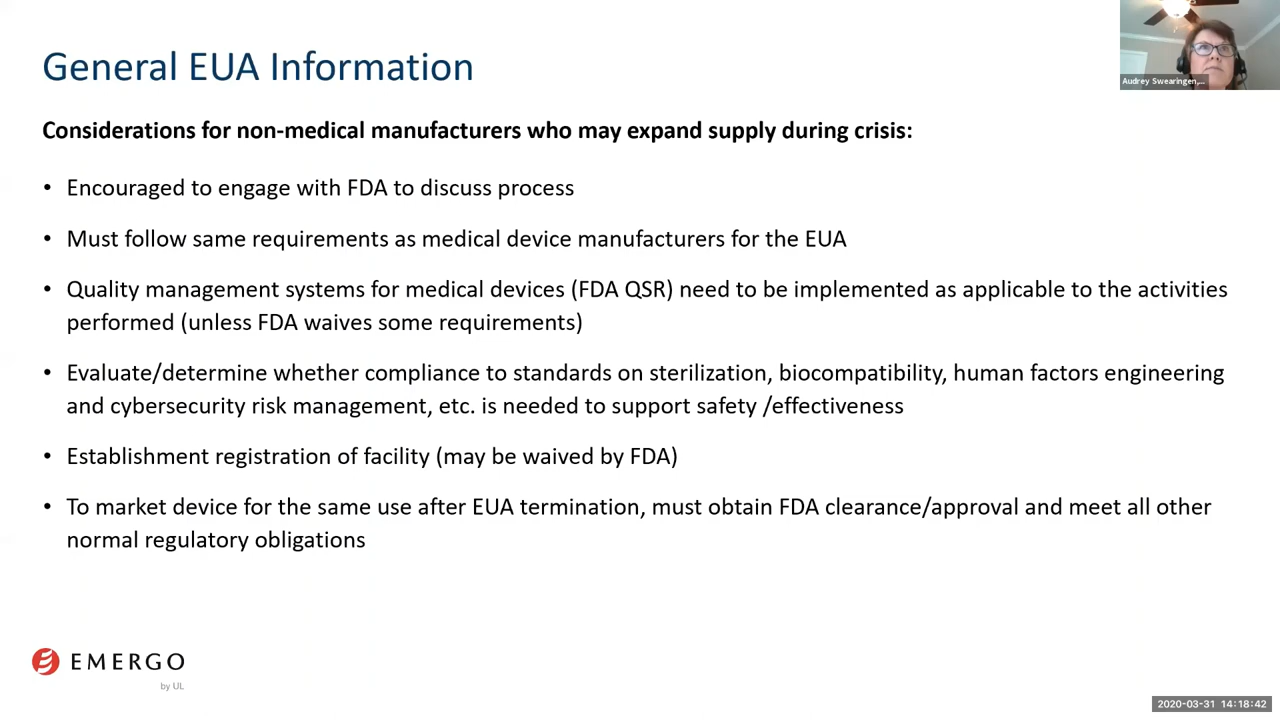 General EUA Information
Audrey Swearingen,...
Considerations for non-medical manufacturers who may expand supply during crisis:
• Encouraged to engage with FDA to discuss process
• Must follow same requirements as medical device manufacturers for the EUA
• Quality management systems for medical devices (FDA QSR) need to be implemented as applicable to the activities
performed (unless FDA waives some requirements)
• Evaluate/determine whether compliance to standards on sterilization, biocompatibility, human factors engineering
and cybersecurity risk management, etc. is needed to support safety /effectiveness
• Establishment registration of facility (may be waived by FDA)
• To market device for the same use after EUA termination, must obtain FDA clearance/approval and meet all other
normal regulatory obligations
EMERGO
by UL
2020-03-31 14:18:42